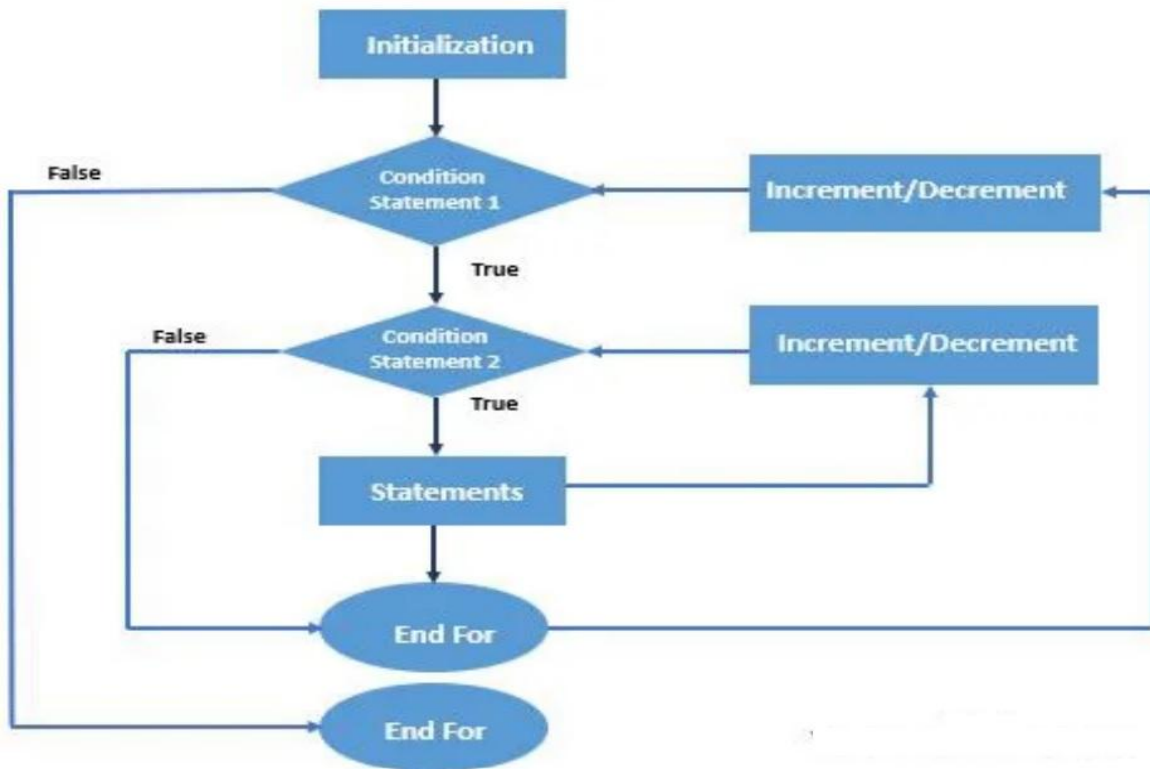 Initialization
False
Condition
Statement 1
Increment/Decrement
True
False
Condition
Statement 2
Increment/Decrement
True
Statements
End For
End For